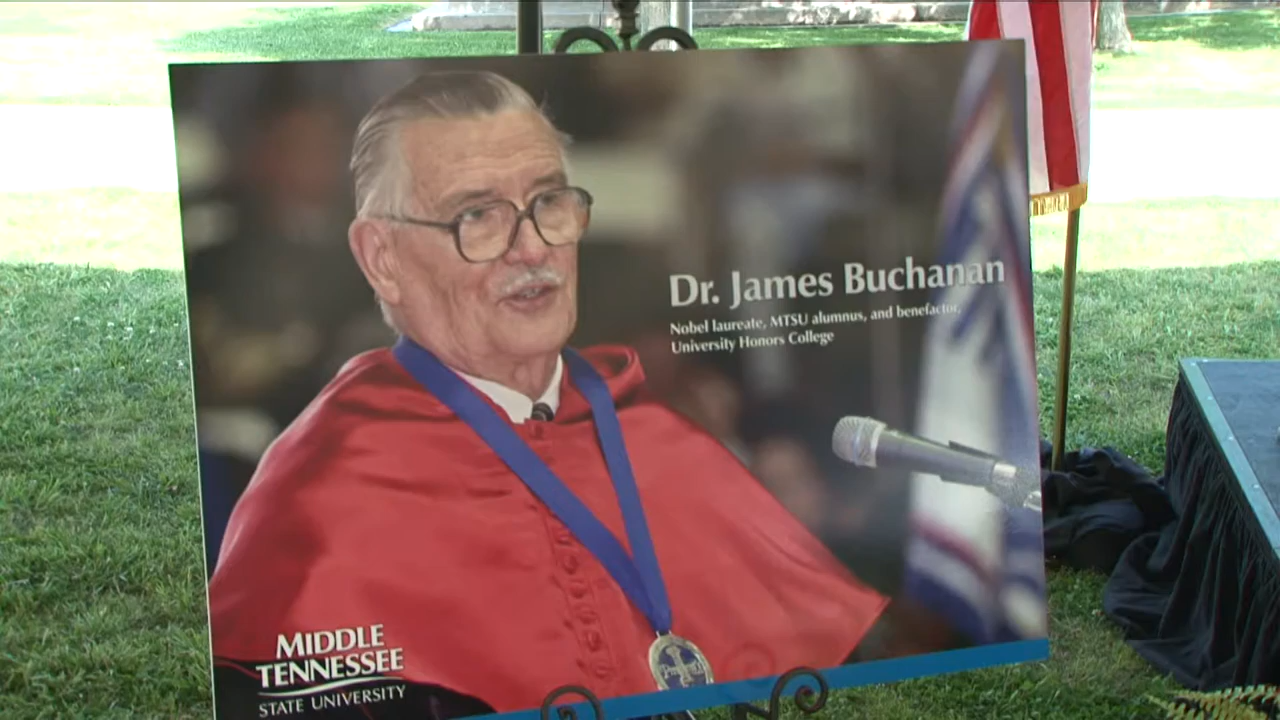 Dr. James Buchanan
Nobel laureate, MTSU alumnus, and benefactor,
University Honors College
MIDDLE
TENNESSEE
STATE UNIVERSITY